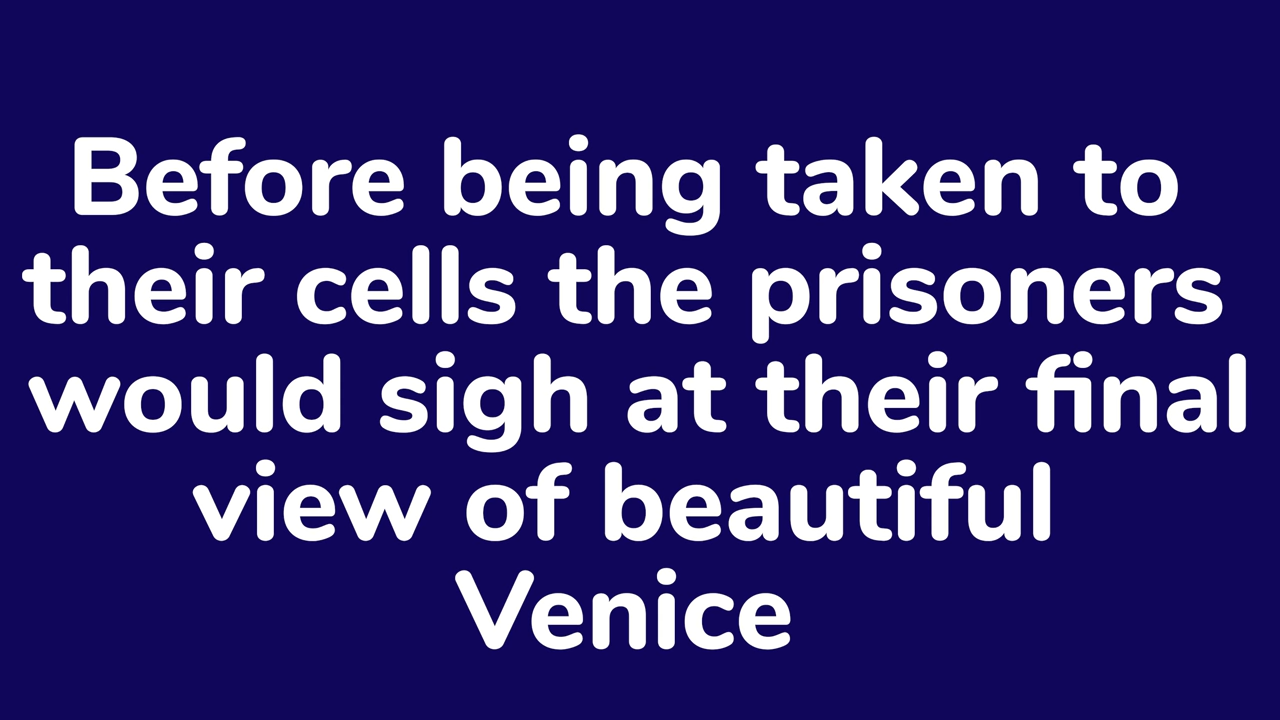 Before being taken to
their cells the prisoners
would sigh at their final
view of beautiful
Venice